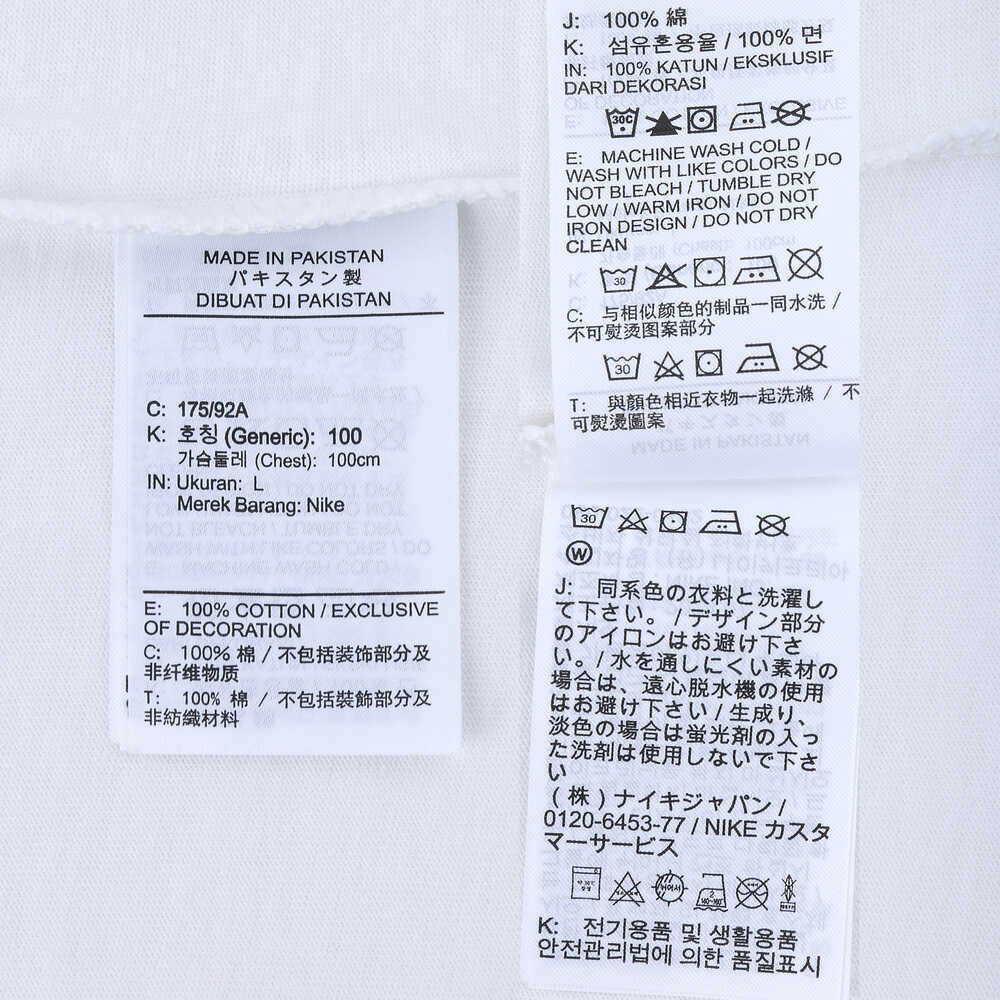 MADE IN PAKISTAN
パキスタン製
DIBUAT DI PAKISTAN
C: 175/92A
K: 호칭 (Generic): 100
가슴둘레 (Chest): 100cm
IN: Ukuran: L
Merek Barang: Nike
E: 100% COTTON / EXCLUSIVE
OF DECORATION
C: 100% 棉 / 不包括装饰部分及
非纤维物质
T: 100% 棉 / 不包括裝飾部分及
非紡織材料
J: 100% 綿
K: 섬유혼용율 / 100% 면
IN: 100% KATUN / EKSKLUSIF
DARI DEKORASI
30C
E: MACHINE WASH COLD /
WASH WITH LIKE COLORS / DO
NOT BLEACH / TUMBLE DRY
LOW / WARM IRON / DO NOT
IRON DESIGN / DO NOT DRY
CLEAN
30
C: 与相似颜色的制品一同水洗 /
不可熨烫图案部分
30
T: 與顏色相近衣物一起洗滌 / 不
可熨燙圖案
30
W
J: 同系色の衣料と洗濯し
て下さい。 / デザイン部分
のアイロンはお避け下さ
い。 / 水を通しにくい素材の
場合は、遠心脱水機の使用
はお避け下さい / 生成り、
淡色の場合は蛍光剤の入っ
た洗剤は使用しないで下さ
い
(株) ナイキジャパン /
0120-6453-77 / NIKE カスタ
マーサービス
K: 전기용품 및 생활용품
안전관리법에 의한 품질표시